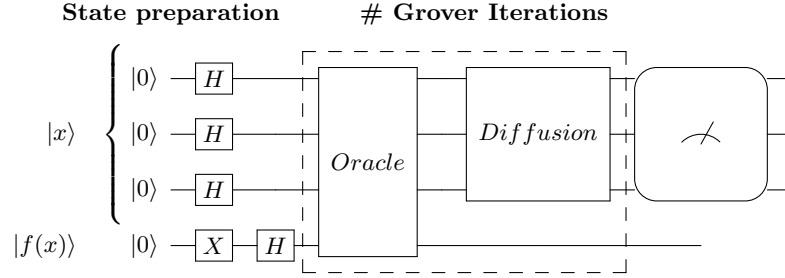 State preparation # Grover Iterations
|0⟩ H
|x⟩ |0⟩ H Diffusion
Oracle
|0⟩ H
|f(x)⟩ |0⟩ X H